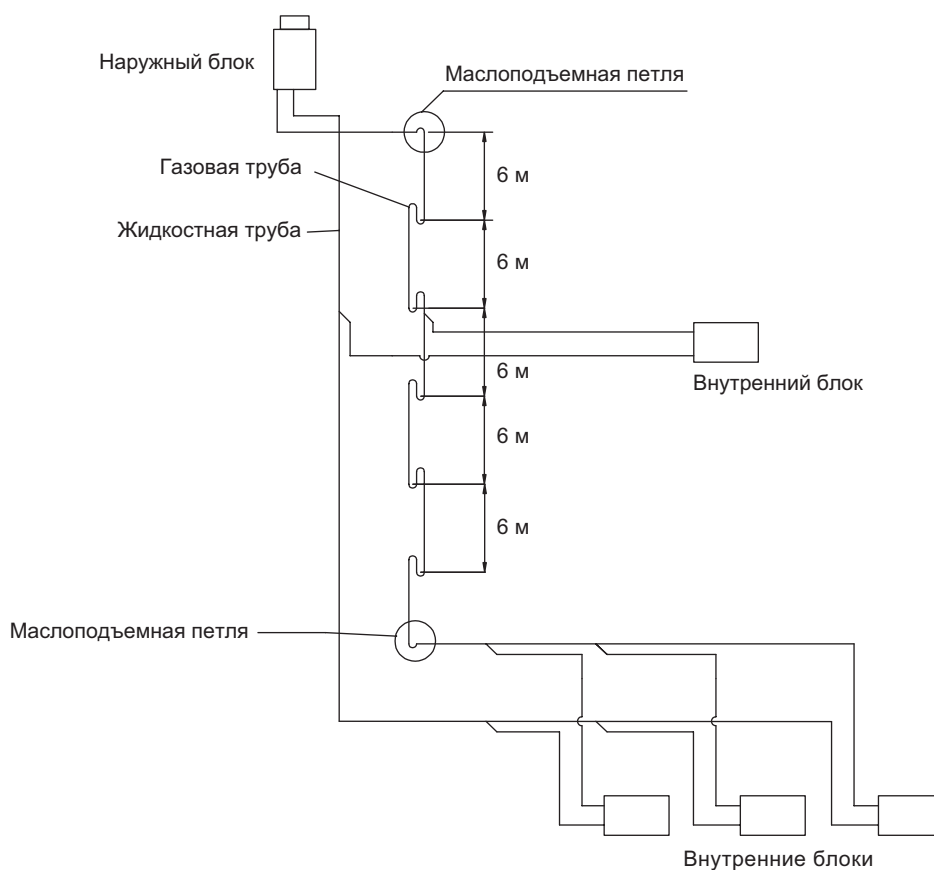 Наружный блок
Маслоподъемная петля
Газовая труба
6 м
Жидкостная труба
6 м
6 м
Внутренний блок
6 м
6 м
Маслоподъемная петля
Внутренние блоки